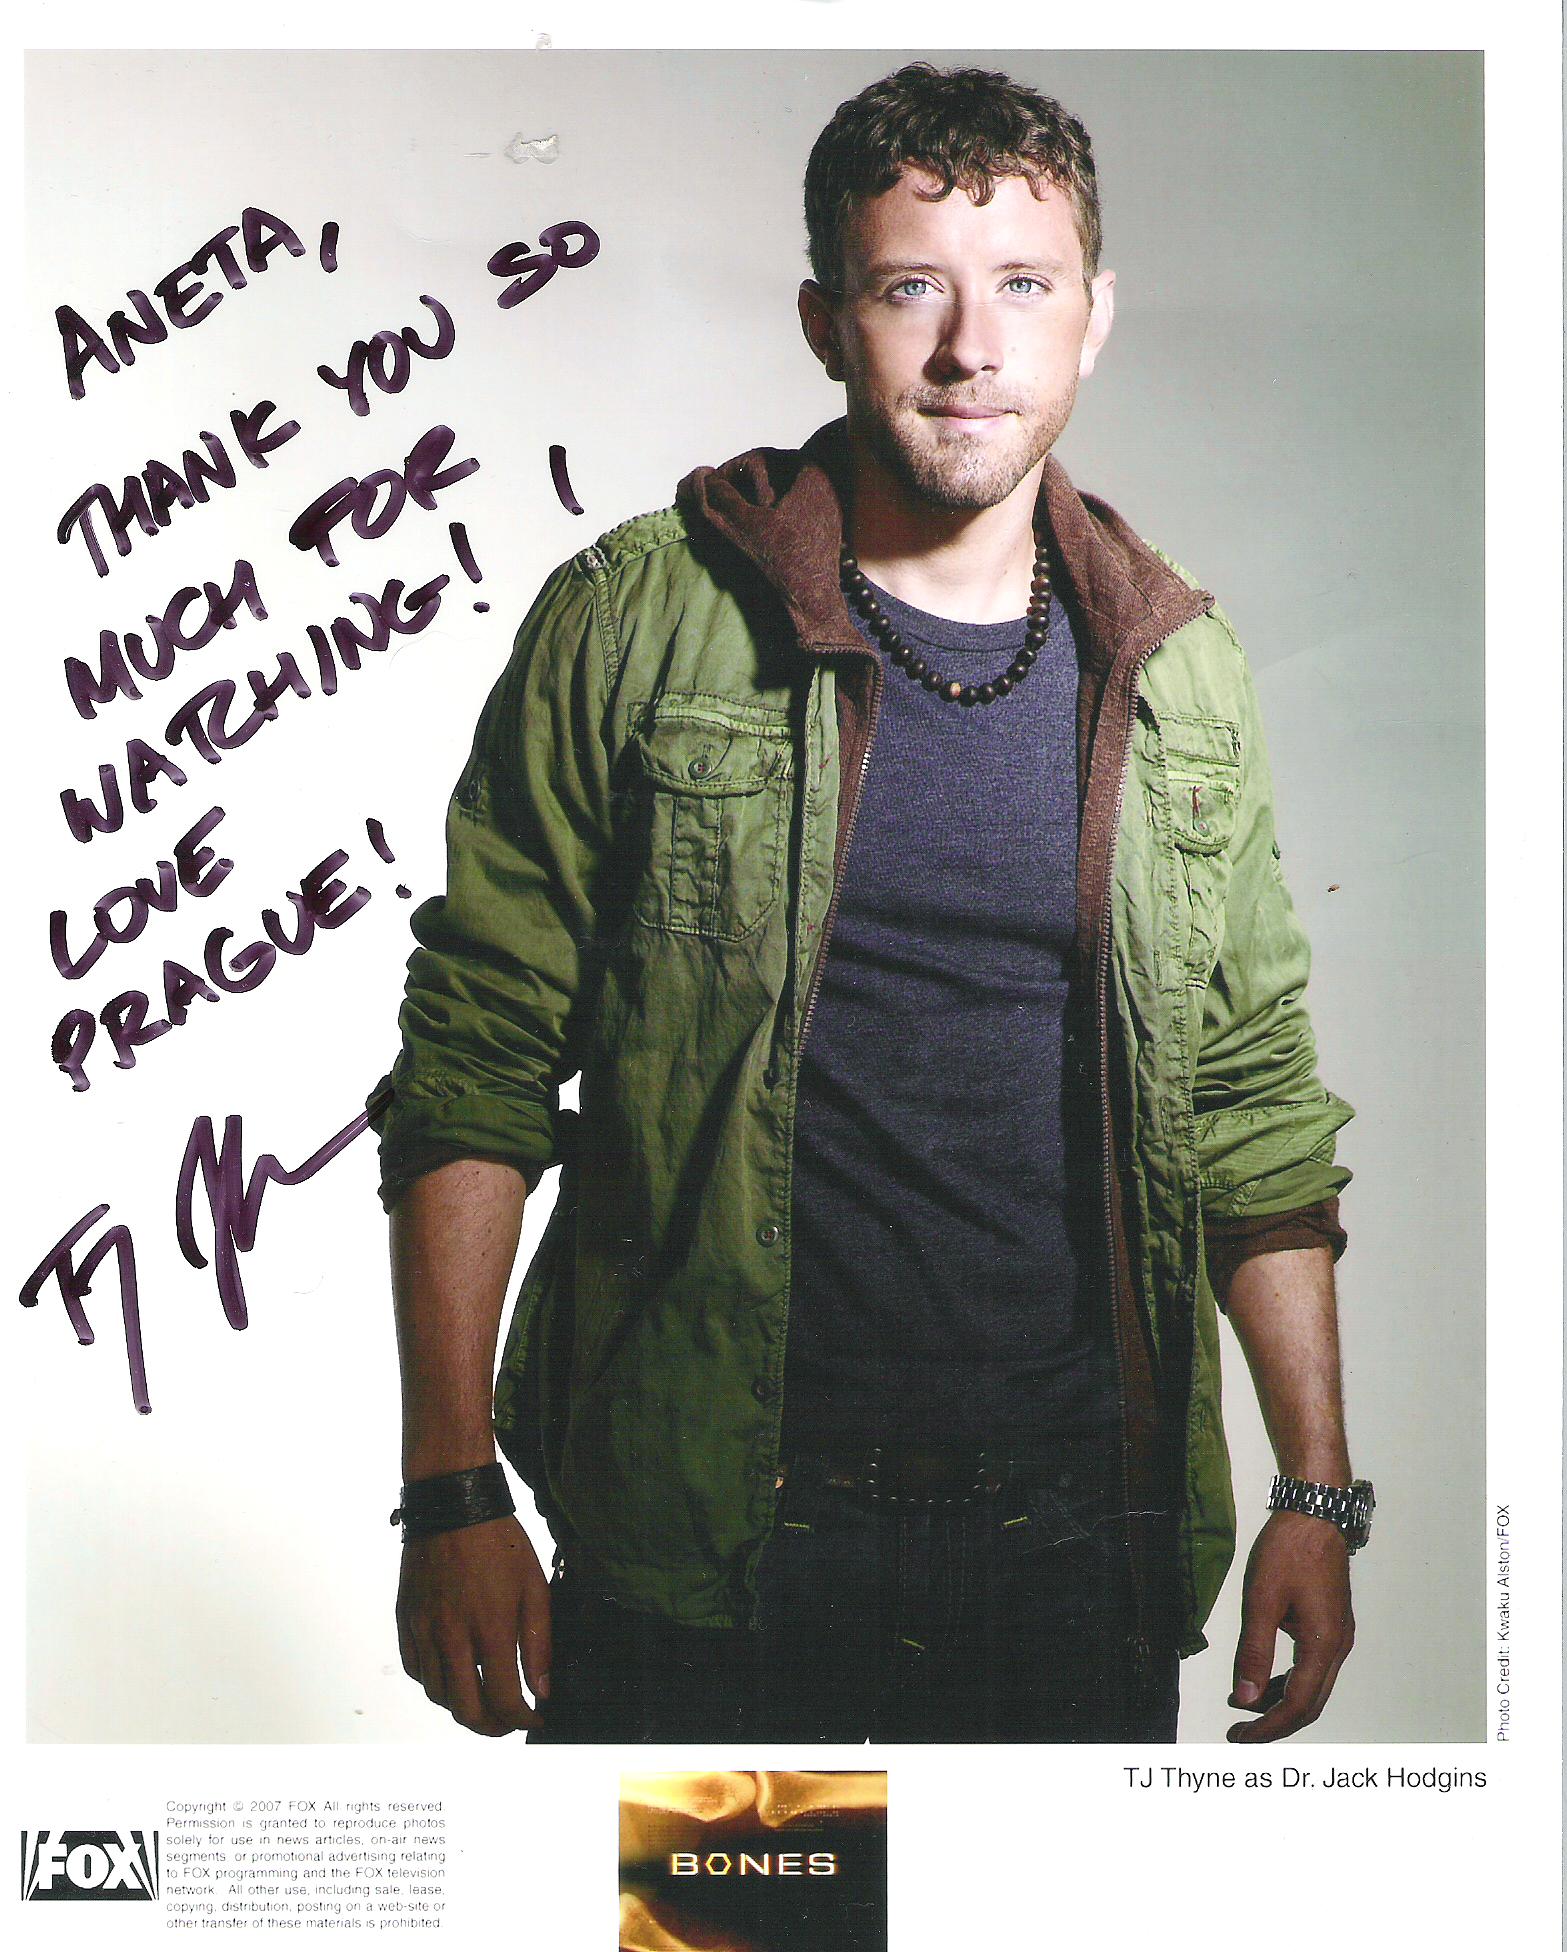 ANETA,
THANK YOU SO
MUCH FOR
WATCHING! !
LOVE
PRAGUE!
Photo Credit: Kwaku Alston/FOX
TJ Thyne as Dr. Jack Hodgins
FOX
Copyright © 2007 FOX All rights reserved.
Permission is granted to reproduce photos
solely for use in news articles, on-air news
segments or promotional advertising relating
to FOX programming and the FOX television
network. All other use, including sale, lease,
copying, distribution, posting on a web-site or
other transfer of these materials is prohibited.
BONES